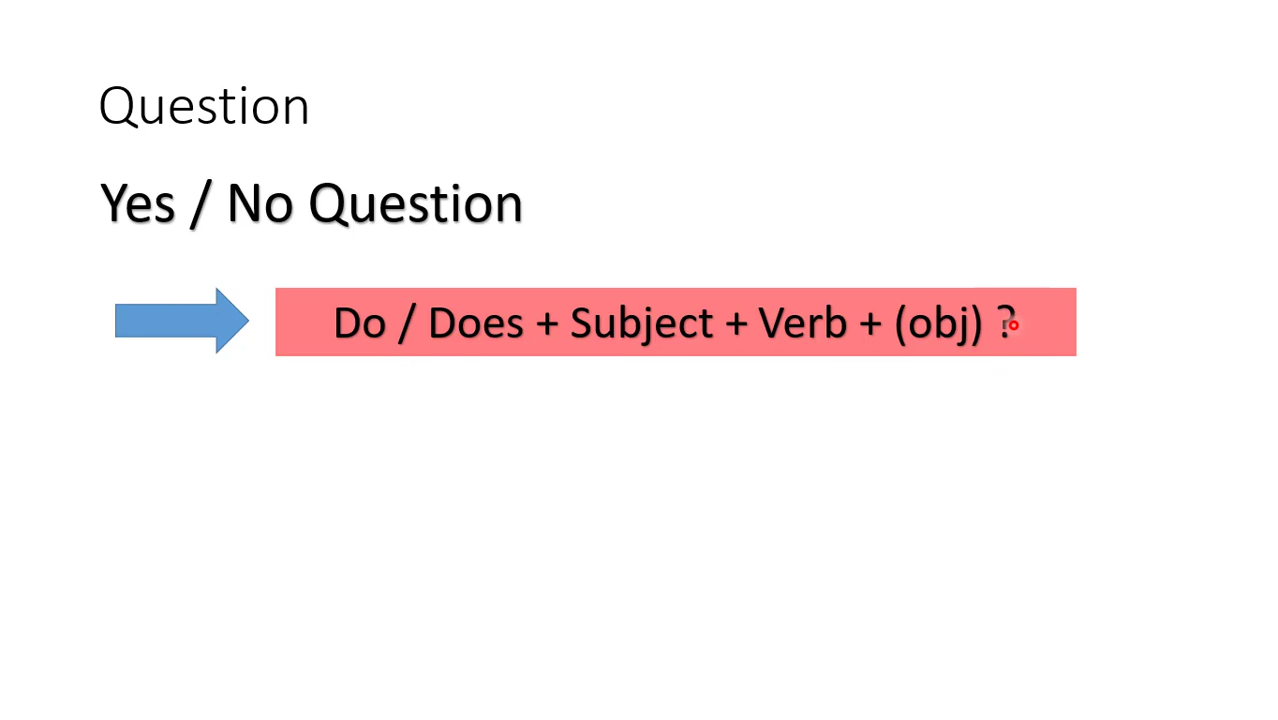 Question
Yes / No Question
Do / Does + Subject + Verb + (obj) ?